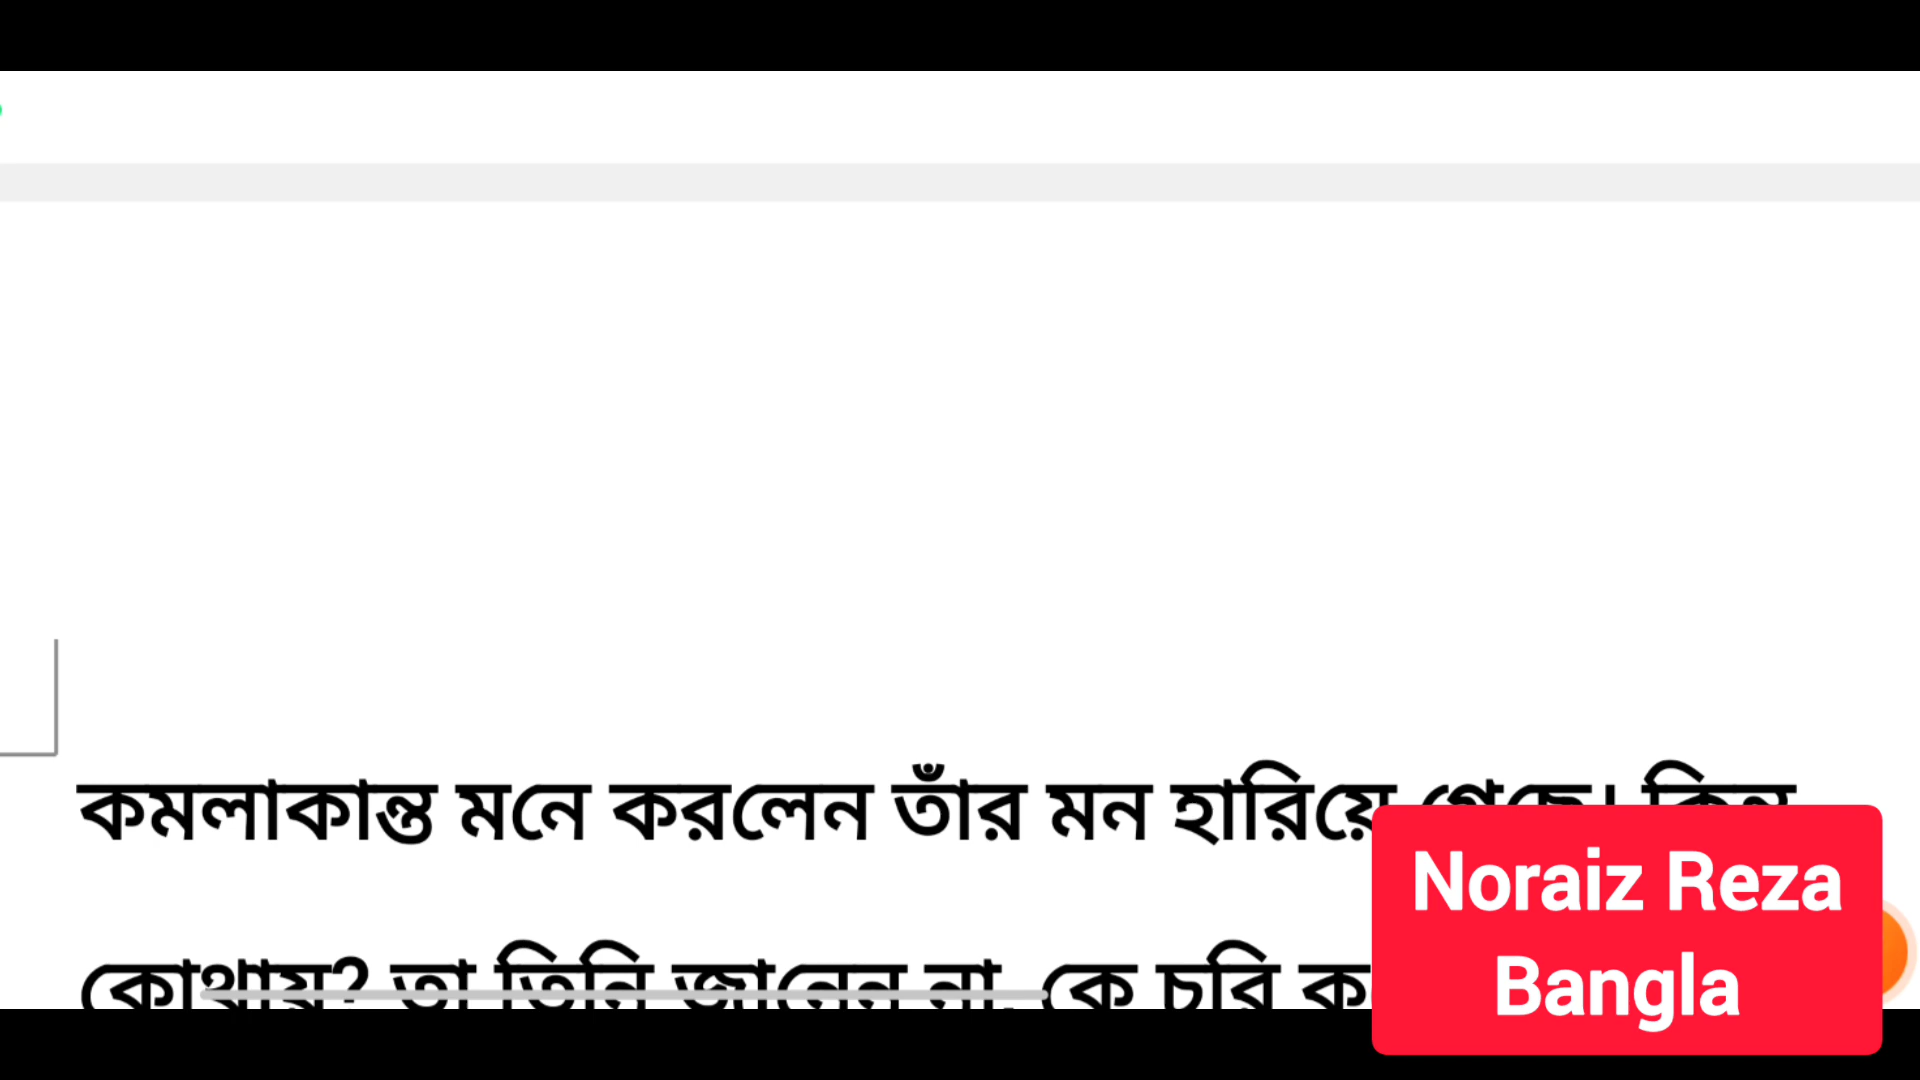 কমলাকান্ত মনে করলেন তাঁর মন হারিয়ে গেছে। কিন্তু
কোথায়? তা তিনি জানেন না, কে চুরি ক
Noraiz Reza
Bangla